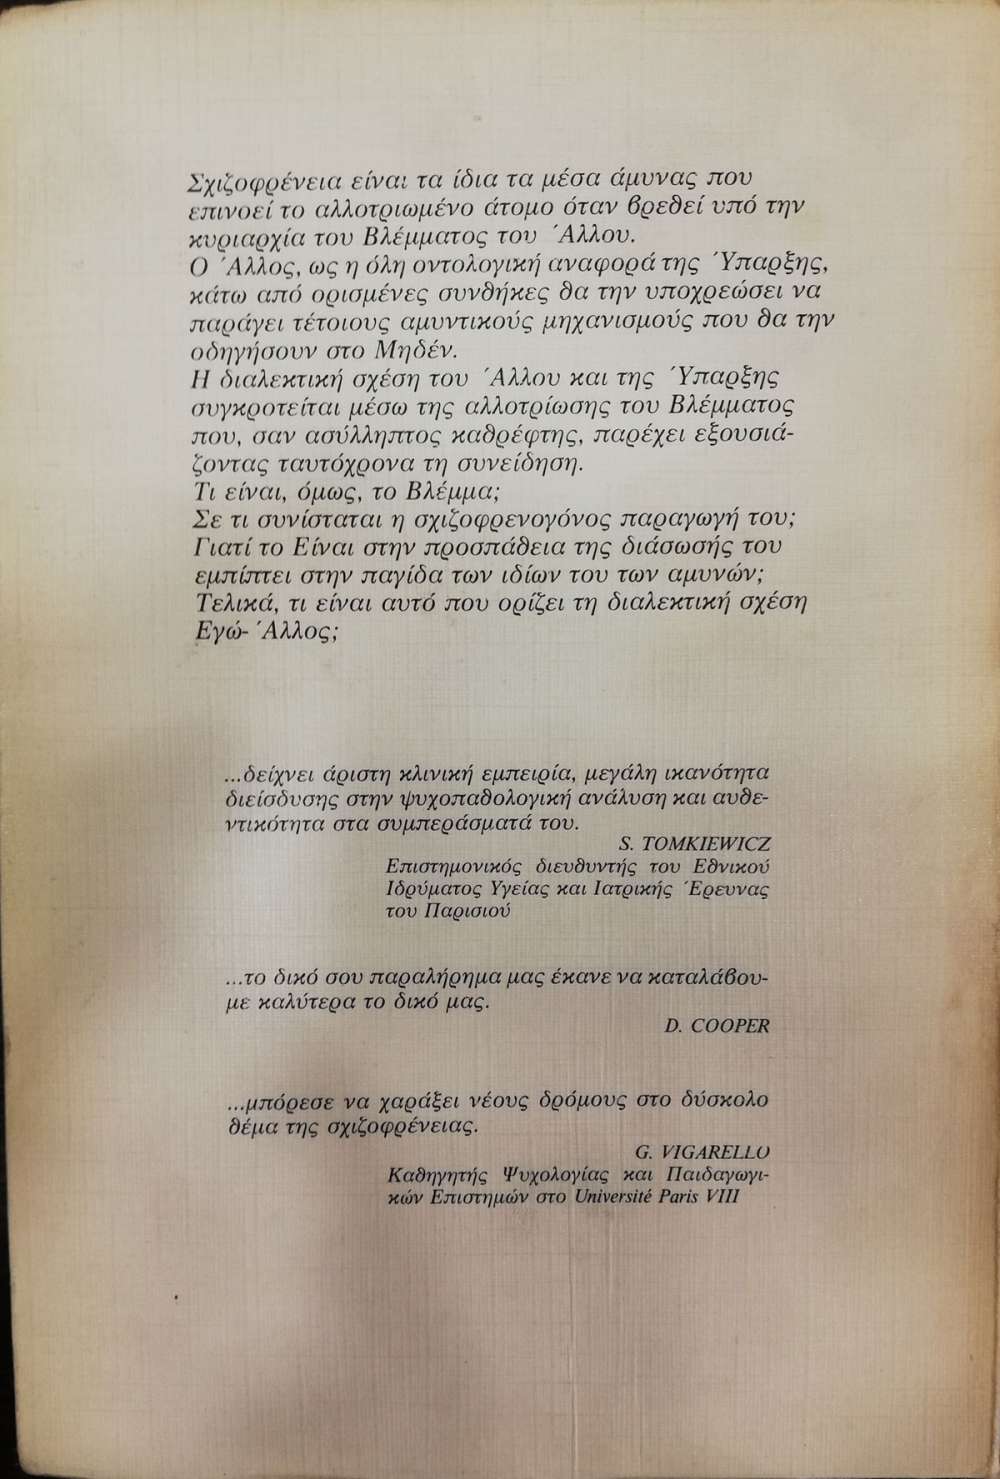 Σχιζοφρένεια είναι τα ίδια τα μέσα άμυνας που
επινοεί το αλλοτριωμένο άτομο όταν βρεθεί υπό την
κυριαρχία του Βλέμματος του Άλλου.
Ο Άλλος, ως η όλη οντολογική αναφορά της Ύπαρξης,
κάτω από ορισμένες συνθήκες θα την υποχρεώσει να
παράγει τέτοιους αμυντικούς μηχανισμούς που θα την
οδηγήσουν στο Μηδέν.
Η διαλεκτική σχέση του Άλλου και της Ύπαρξης
συγκροτείται μέσω της αλλοτρίωσης του Βλέμματος
που, σαν ασύλληπτος καθρέφτης, παρέχει εξουσιά-
ζοντας ταυτόχρονα τη συνείδηση.
Τι είναι, όμως, το Βλέμμα;
Σε τι συνίσταται η σχιζοφρενογόνος παραγωγή του;
Γιατί το Είναι στην προσπάθεια της διάσωσής του
εμπίπτει στην παγίδα των ιδίων του των αμυνών;
Τελικά, τι είναι αυτό που ορίζει τη διαλεκτική σχέση
Εγώ-Άλλος;
...δείχνει άριστη κλινική εμπειρία, μεγάλη ικανότητα
διείσδυσης στην ψυχοπαθολογική ανάλυση και αυθε-
ντικότητα στα συμπεράσματά του.
S. TOMKIEWICZ
Επιστημονικός διευθυντής του Εθνικού
Ιδρύματος Υγείας και Ιατρικής Έρευνας
του Παρισιού
...το δικό σου παραλήρημα μας έκανε να καταλάβου-
με καλύτερα το δικό μας.
D. COOPER
...μπόρεσε να χαράξει νέους δρόμους στο δύσκολο
θέμα της σχιζοφρένειας.
G. VIGARELLO
Καθηγητής Ψυχολογίας και Παιδαγωγι-
κών Επιστημών στο Université Paris VIII